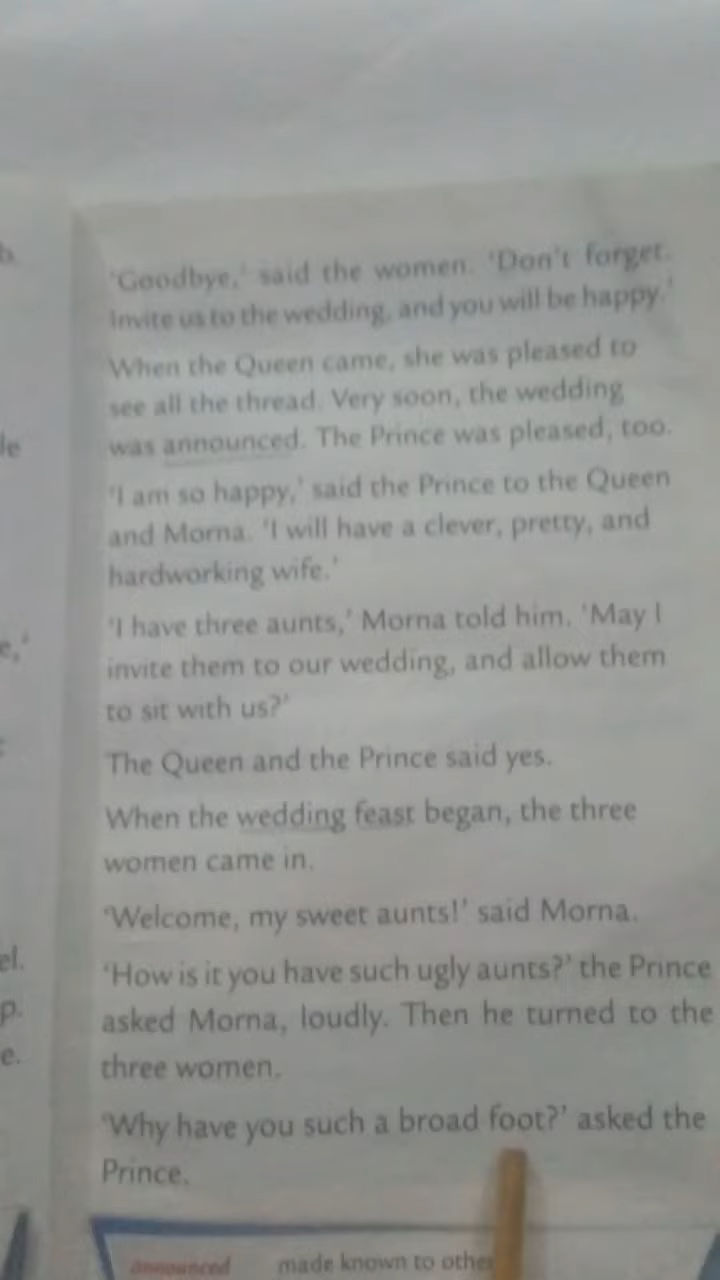 'Goodbye,' said the women. 'Don't forget.
Invite us to the wedding, and you will be happy.'
When the Queen came, she was pleased to
see all the thread. Very soon, the wedding
was announced. The Prince was pleased, too.
'I am so happy,' said the Prince to the Queen
and Morna. 'I will have a clever, pretty, and
hardworking wife.'
'I have three aunts,' Morna told him. 'May I
invite them to our wedding, and allow them
to sit with us?'
The Queen and the Prince said yes.
When the wedding feast began, the three
women came in.
'Welcome, my sweet aunts!' said Morna.
'How is it you have such ugly aunts?' the Prince
asked Morna, loudly. Then he turned to the
three women.
'Why have you such a broad foot?' asked the
Prince.
announced made known to